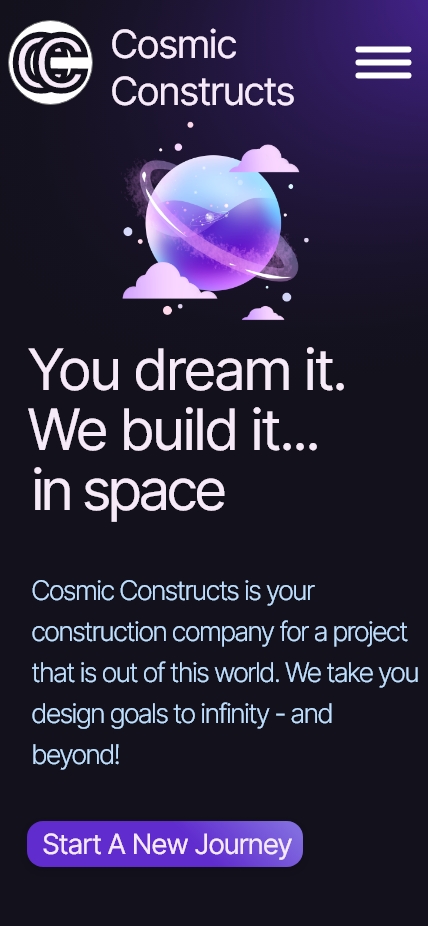 Cosmic
Constructs
You dream it.
We build it...
in space
Cosmic Constructs is your
construction company for a project
that is out of this world. We take you
design goals to infinity - and
beyond!
Start A New Journey